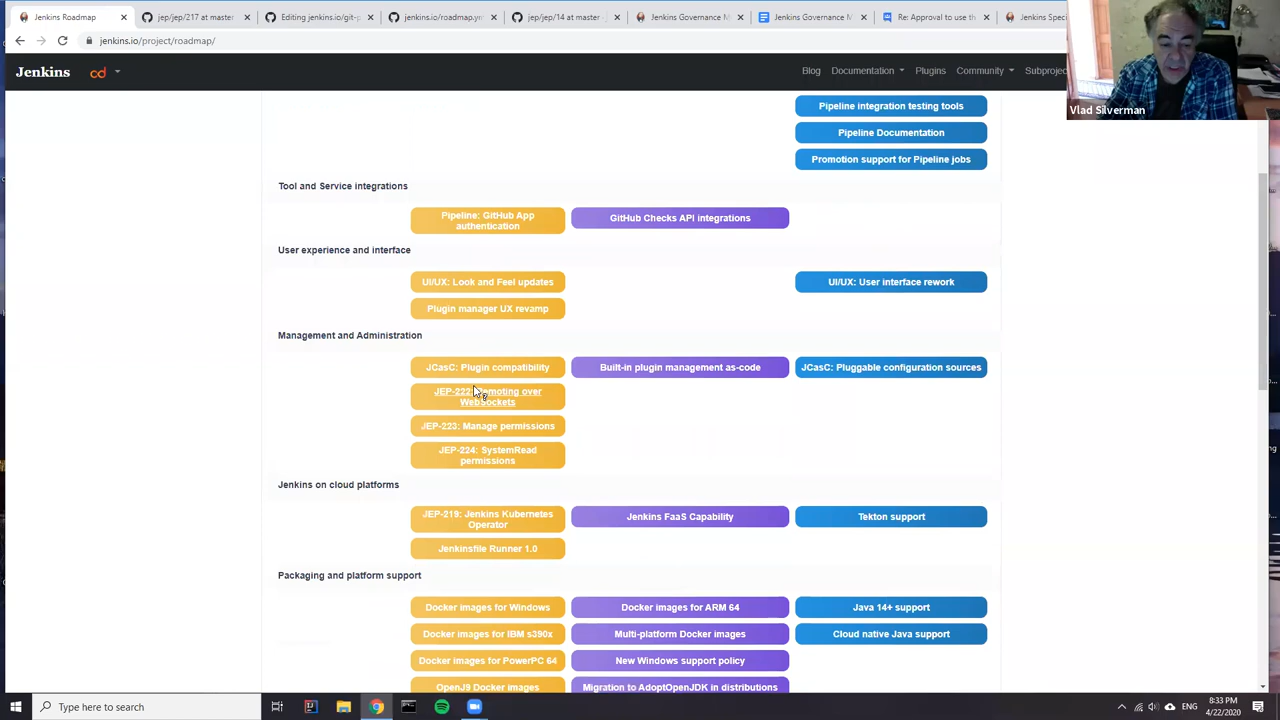 Jenkins Roadmap
jep/jep/217 at master
Editing jenkins.io/git-p
jenkins.io/roadmap.ym
jep/jep/14 at master
Jenkins Governance M
Jenkins Governance M
Re: Approval to use th
Jenkins Speci
jenkins.io/project/roadmap/
Jenkins
cd
Blog
Documentation
Plugins
Community
Subproje
Vlad Silverman
Pipeline integration testing tools
Pipeline Documentation
Promotion support for Pipeline jobs
Tool and Service integrations
Pipeline: GitHub App
authentication
GitHub Checks API integrations
User experience and interface
UI/UX: Look and Feel updates
UI/UX: User interface rework
Plugin manager UX revamp
Management and Administration
JCasC: Plugin compatibility
Built-in plugin management as-code
JCasC: Pluggable configuration sources
JEP-222: Remoting over
WebSockets
JEP-223: Manage permissions
JEP-224: SystemRead
permissions
Jenkins on cloud platforms
JEP-219: Jenkins Kubernetes
Operator
Jenkins FaaS Capability
Tekton support
Jenkinsfile Runner 1.0
Packaging and platform support
Docker images for Windows
Docker images for ARM 64
Java 14+ support
Docker images for IBM s390x
Multi-platform Docker images
Cloud native Java support
Docker images for PowerPC 64
New Windows support policy
OpenJ9 Docker images
Migration to AdoptOpenJDK in distributions
Type here to search
ENG
8:33 PM
4/22/2020